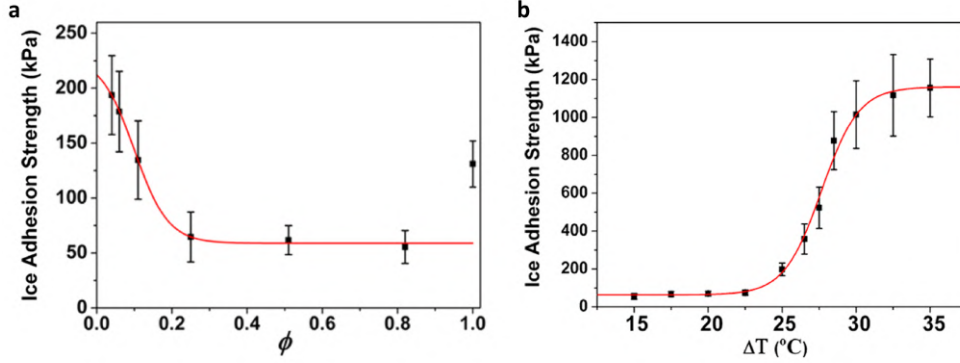 a
Ice Adhesion Strength (kPa)
250
200
150
100
50
0
0.0 0.2 0.4 0.6 0.8 1.0
ϕ
b
Ice Adhesion Strength (kPa)
1400
1200
1000
800
600
400
200
0
15 20 25 30 35
ΔT (ºC)